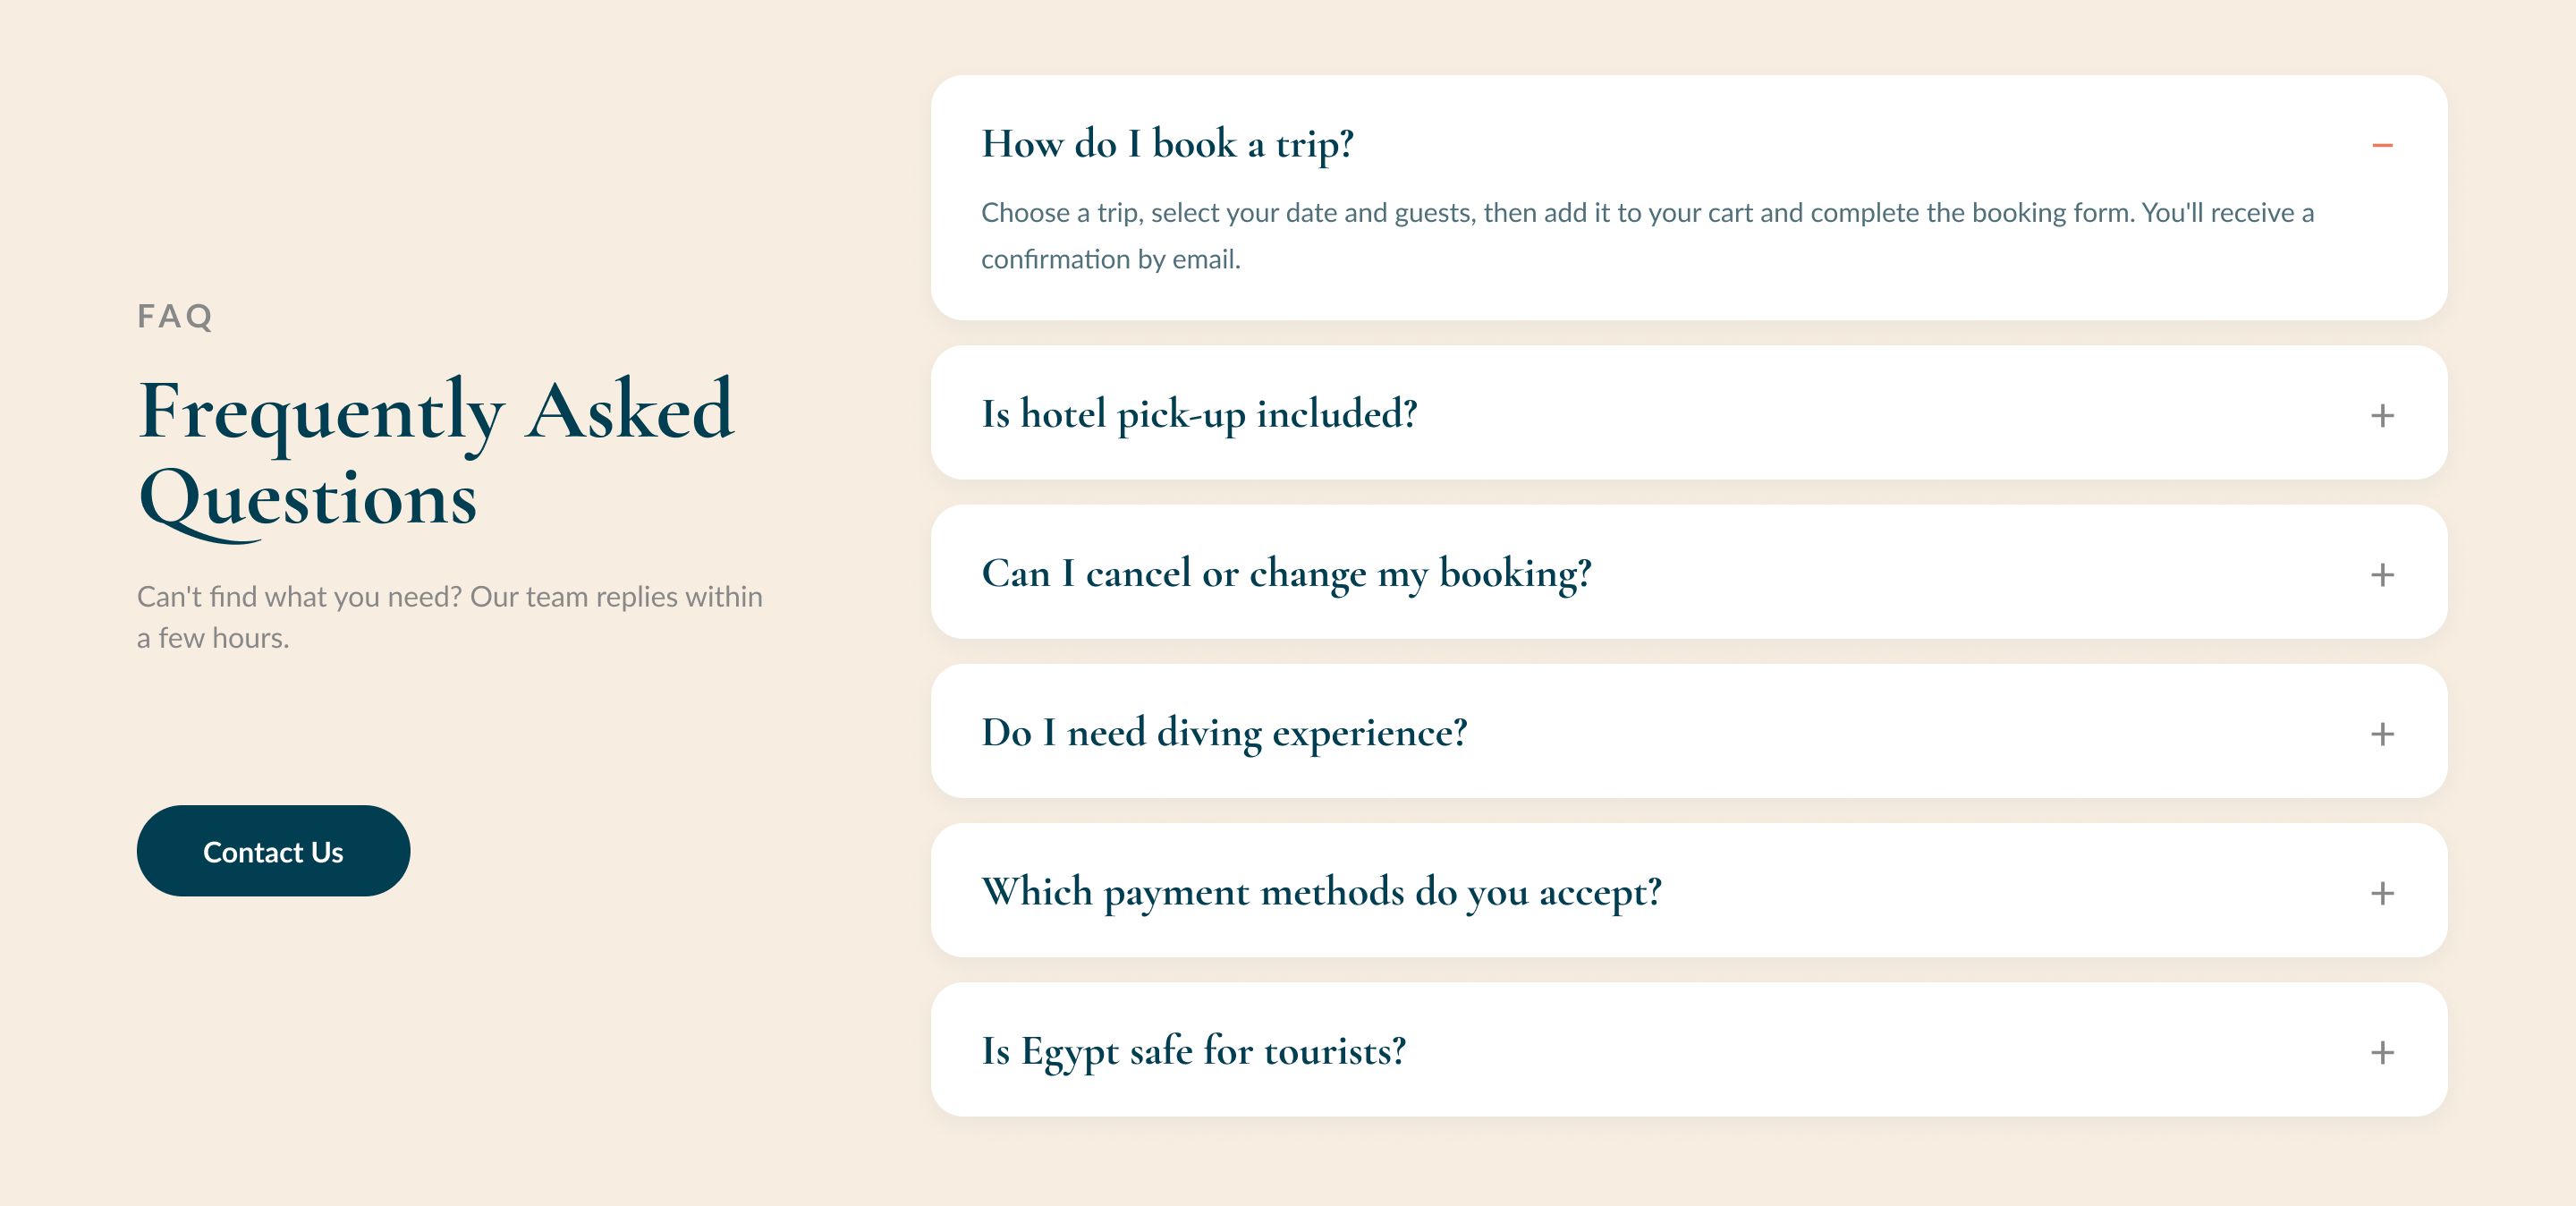 FAQ
Frequently Asked
Questions
Can't find what you need? Our team replies within
a few hours.
Contact Us
How do I book a trip?
Choose a trip, select your date and guests, then add it to your cart and complete the booking form. You'll receive a
confirmation by email.
Is hotel pick-up included?
Can I cancel or change my booking?
Do I need diving experience?
Which payment methods do you accept?
Is Egypt safe for tourists?